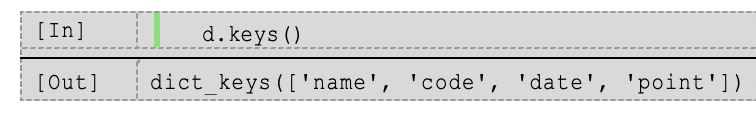 [In] d.keys()
[Out] dict_keys(['name', 'code', 'date', 'point'])